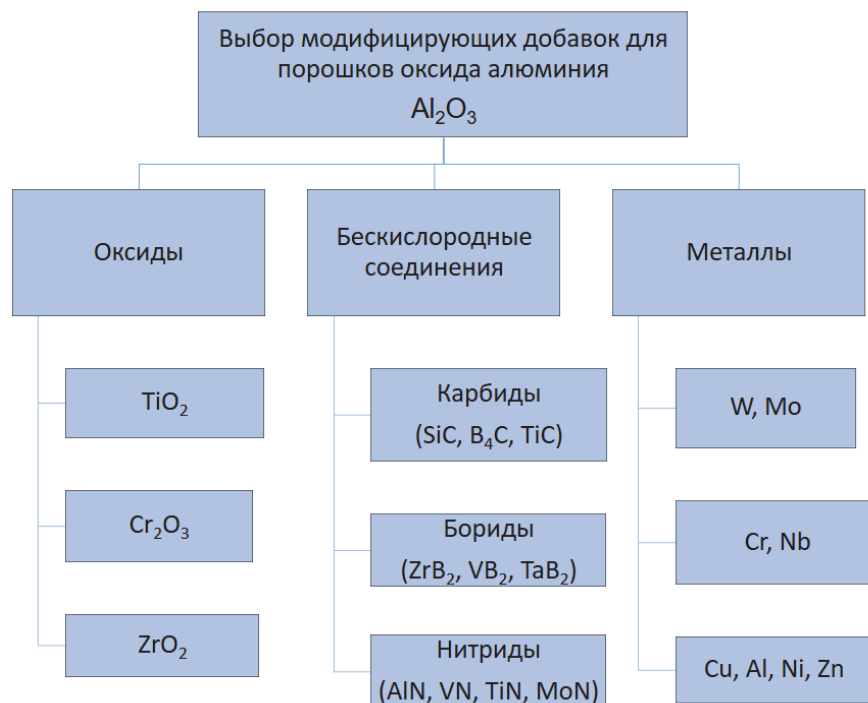 Выбор модифицирующих добавок для
порошков оксида алюминия
Al₂O₃
Оксиды
Бескислородные
соединения
Металлы
TiO₂
Cr₂O₃
ZrO₂
Карбиды
(SiC, B₄C, TiC)
Бориды
(ZrB₂, VB₂, TaB₂)
Нитриды
(AlN, VN, TiN, MoN)
W, Mo
Cr, Nb
Cu, Al, Ni, Zn